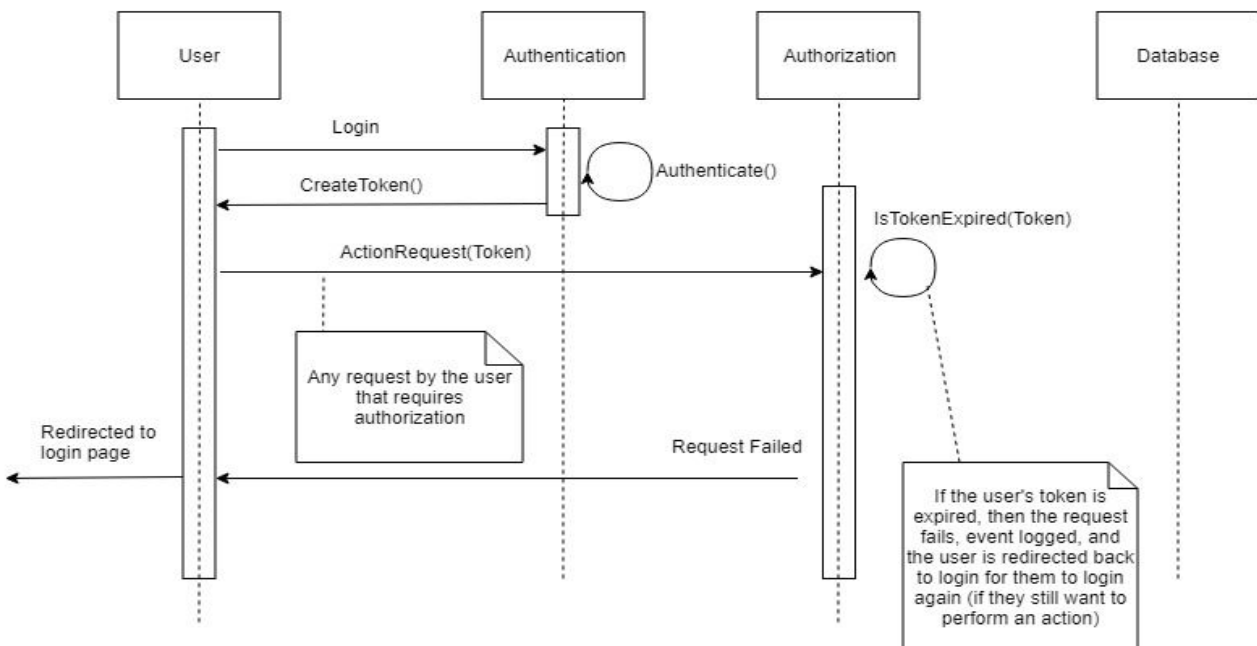 User
Authentication
Authorization
Database
Login
Authenticate()
CreateToken()
IsTokenExpired(Token)
ActionRequest(Token)
Any request by the user
that requires
authorization
Redirected to
login page
Request Failed
If the user's token is
expired, then the request
fails, event logged, and
the user is redirected back
to login for them to login
again (if they still want to
perform an action)